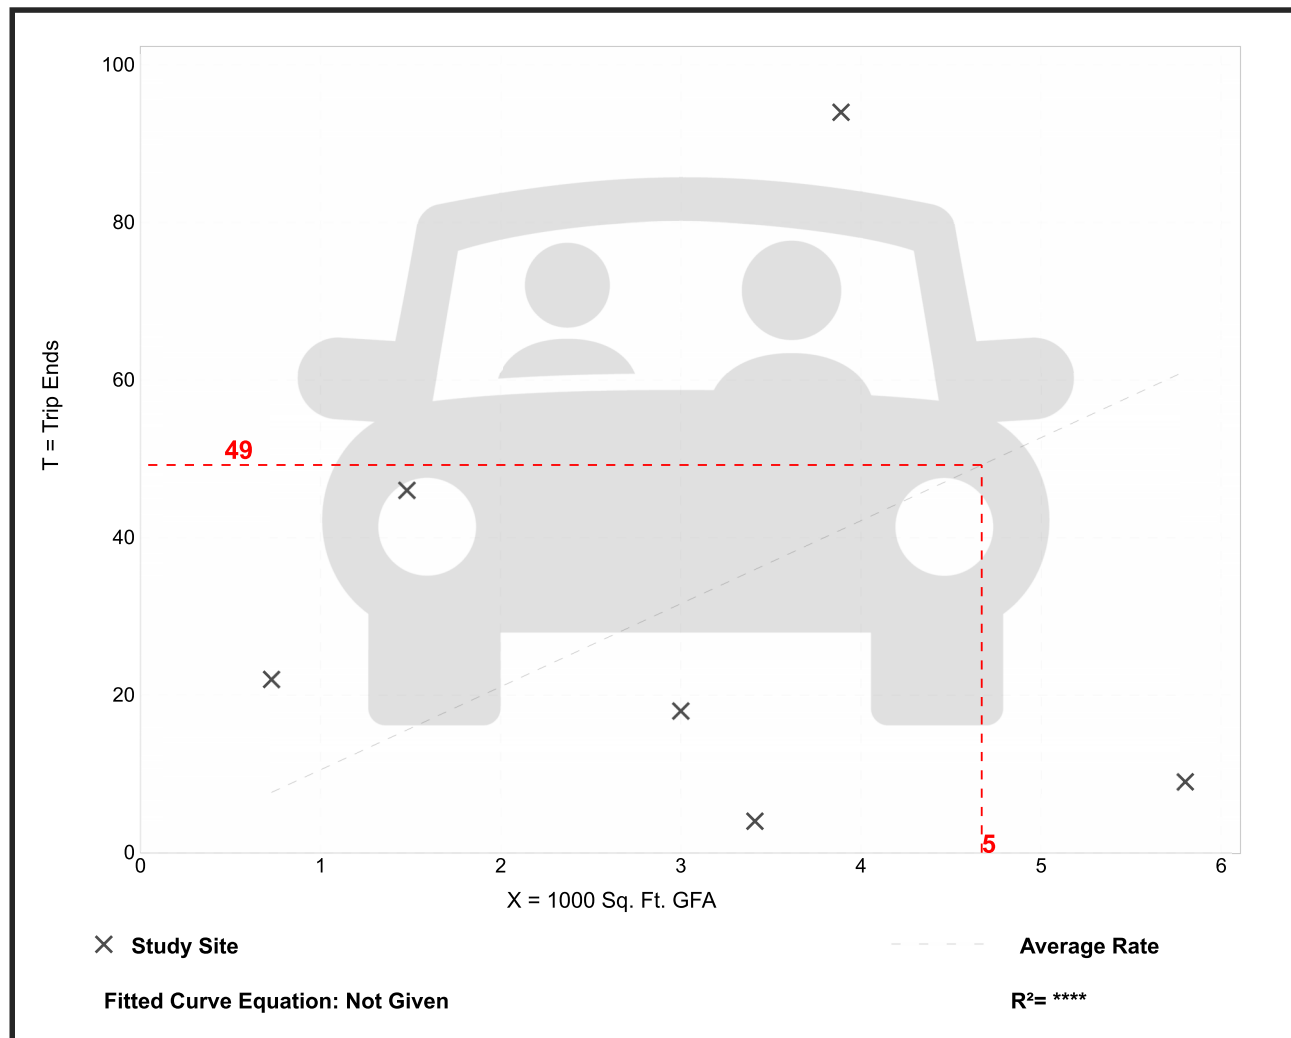 100
80
60
49
40
20
0
5
0 1 2 3 4 5 6
T = Trip Ends
X = 1000 Sq. Ft. GFA
Study Site
Average Rate
Fitted Curve Equation: Not Given
R²= ****